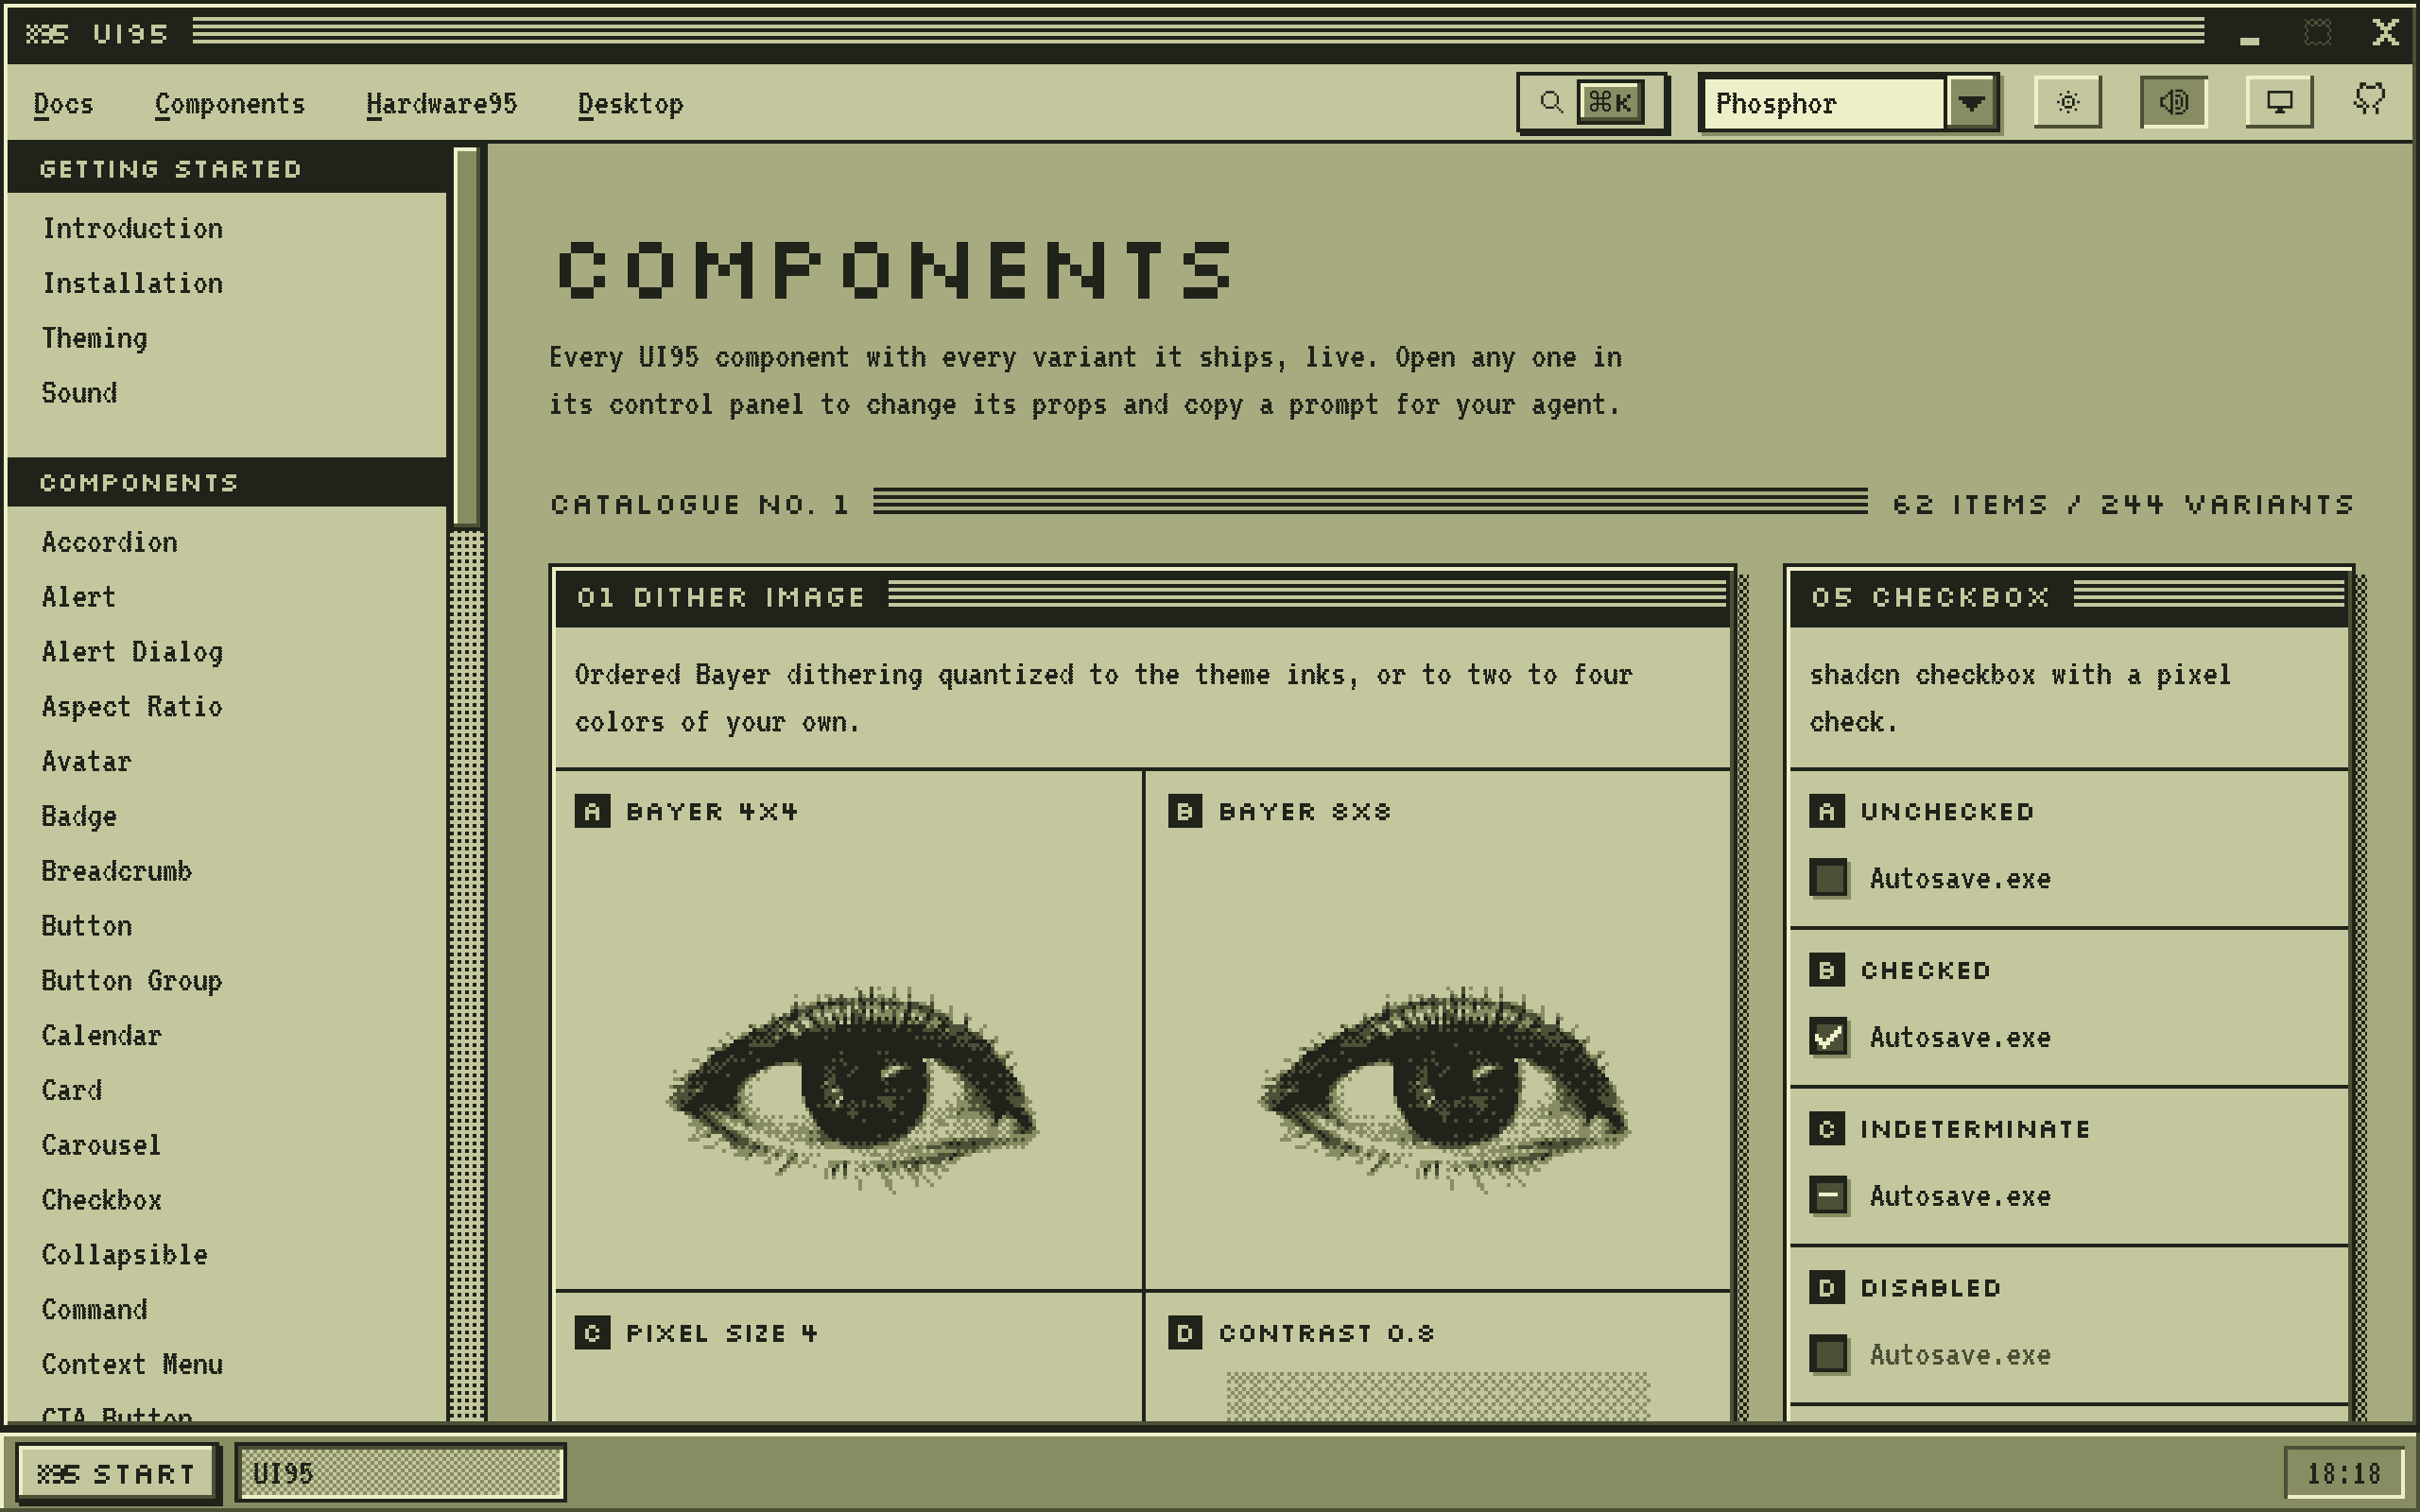 95 UI95
Docs Components Hardware95 Desktop ⌘K Phosphor
GETTING STARTED
Introduction
Installation
Theming
Sound
COMPONENTS
Accordion
Alert
Alert Dialog
Aspect Ratio
Avatar
Badge
Breadcrumb
Button
Button Group
Calendar
Card
Carousel
Checkbox
Collapsible
Command
Context Menu
CTA Button
COMPONENTS
Every UI95 component with every variant it ships, live. Open any one in
its control panel to change its props and copy a prompt for your agent.
CATALOGUE NO. 1 62 ITEMS / 244 VARIANTS
01 DITHER IMAGE
Ordered Bayer dithering quantized to the theme inks, or to two to four
colors of your own.
A BAYER 4X4
B BAYER 8X8
C PIXEL SIZE 4
D CONTRAST 0.8
05 CHECKBOX
shadcn checkbox with a pixel
check.
A UNCHECKED
Autosave.exe
B CHECKED
Autosave.exe
C INDETERMINATE
Autosave.exe
D DISABLED
Autosave.exe
95 START UI95 18:18